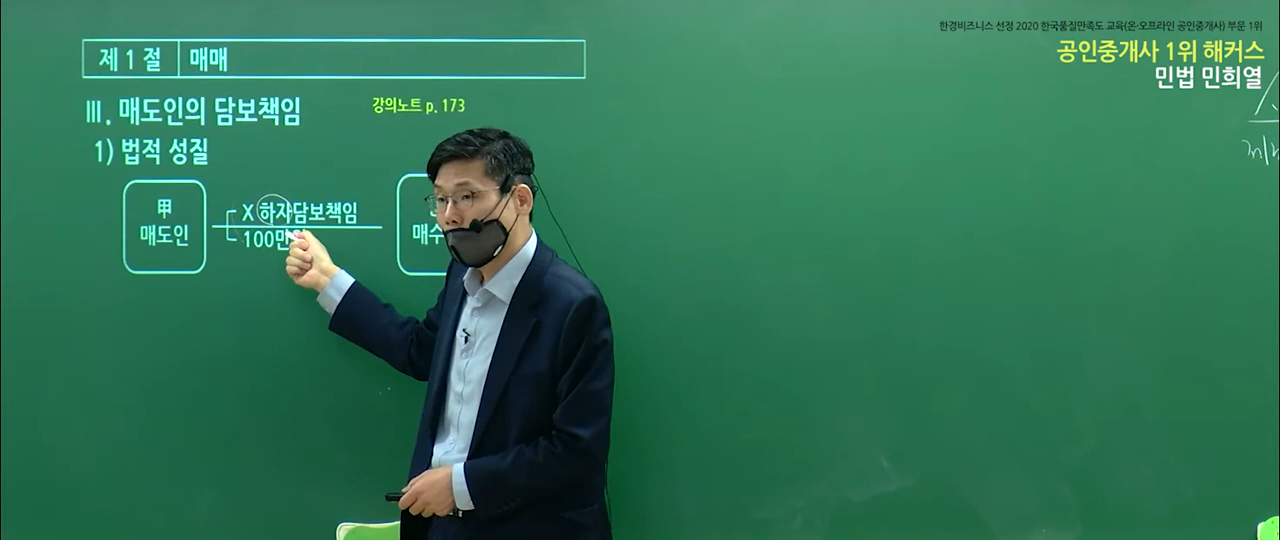 한경비즈니스 선정 2020 한국품질만족도 교육(온·오프라인 공인중개사) 부문 1위
공인중개사 1위 해커스
민법 민희열
제 1 절 매매
Ⅲ. 매도인의 담보책임 강의노트 p. 173
1) 법적 성질
甲
매도인
X 하자담보책임
100만
매수